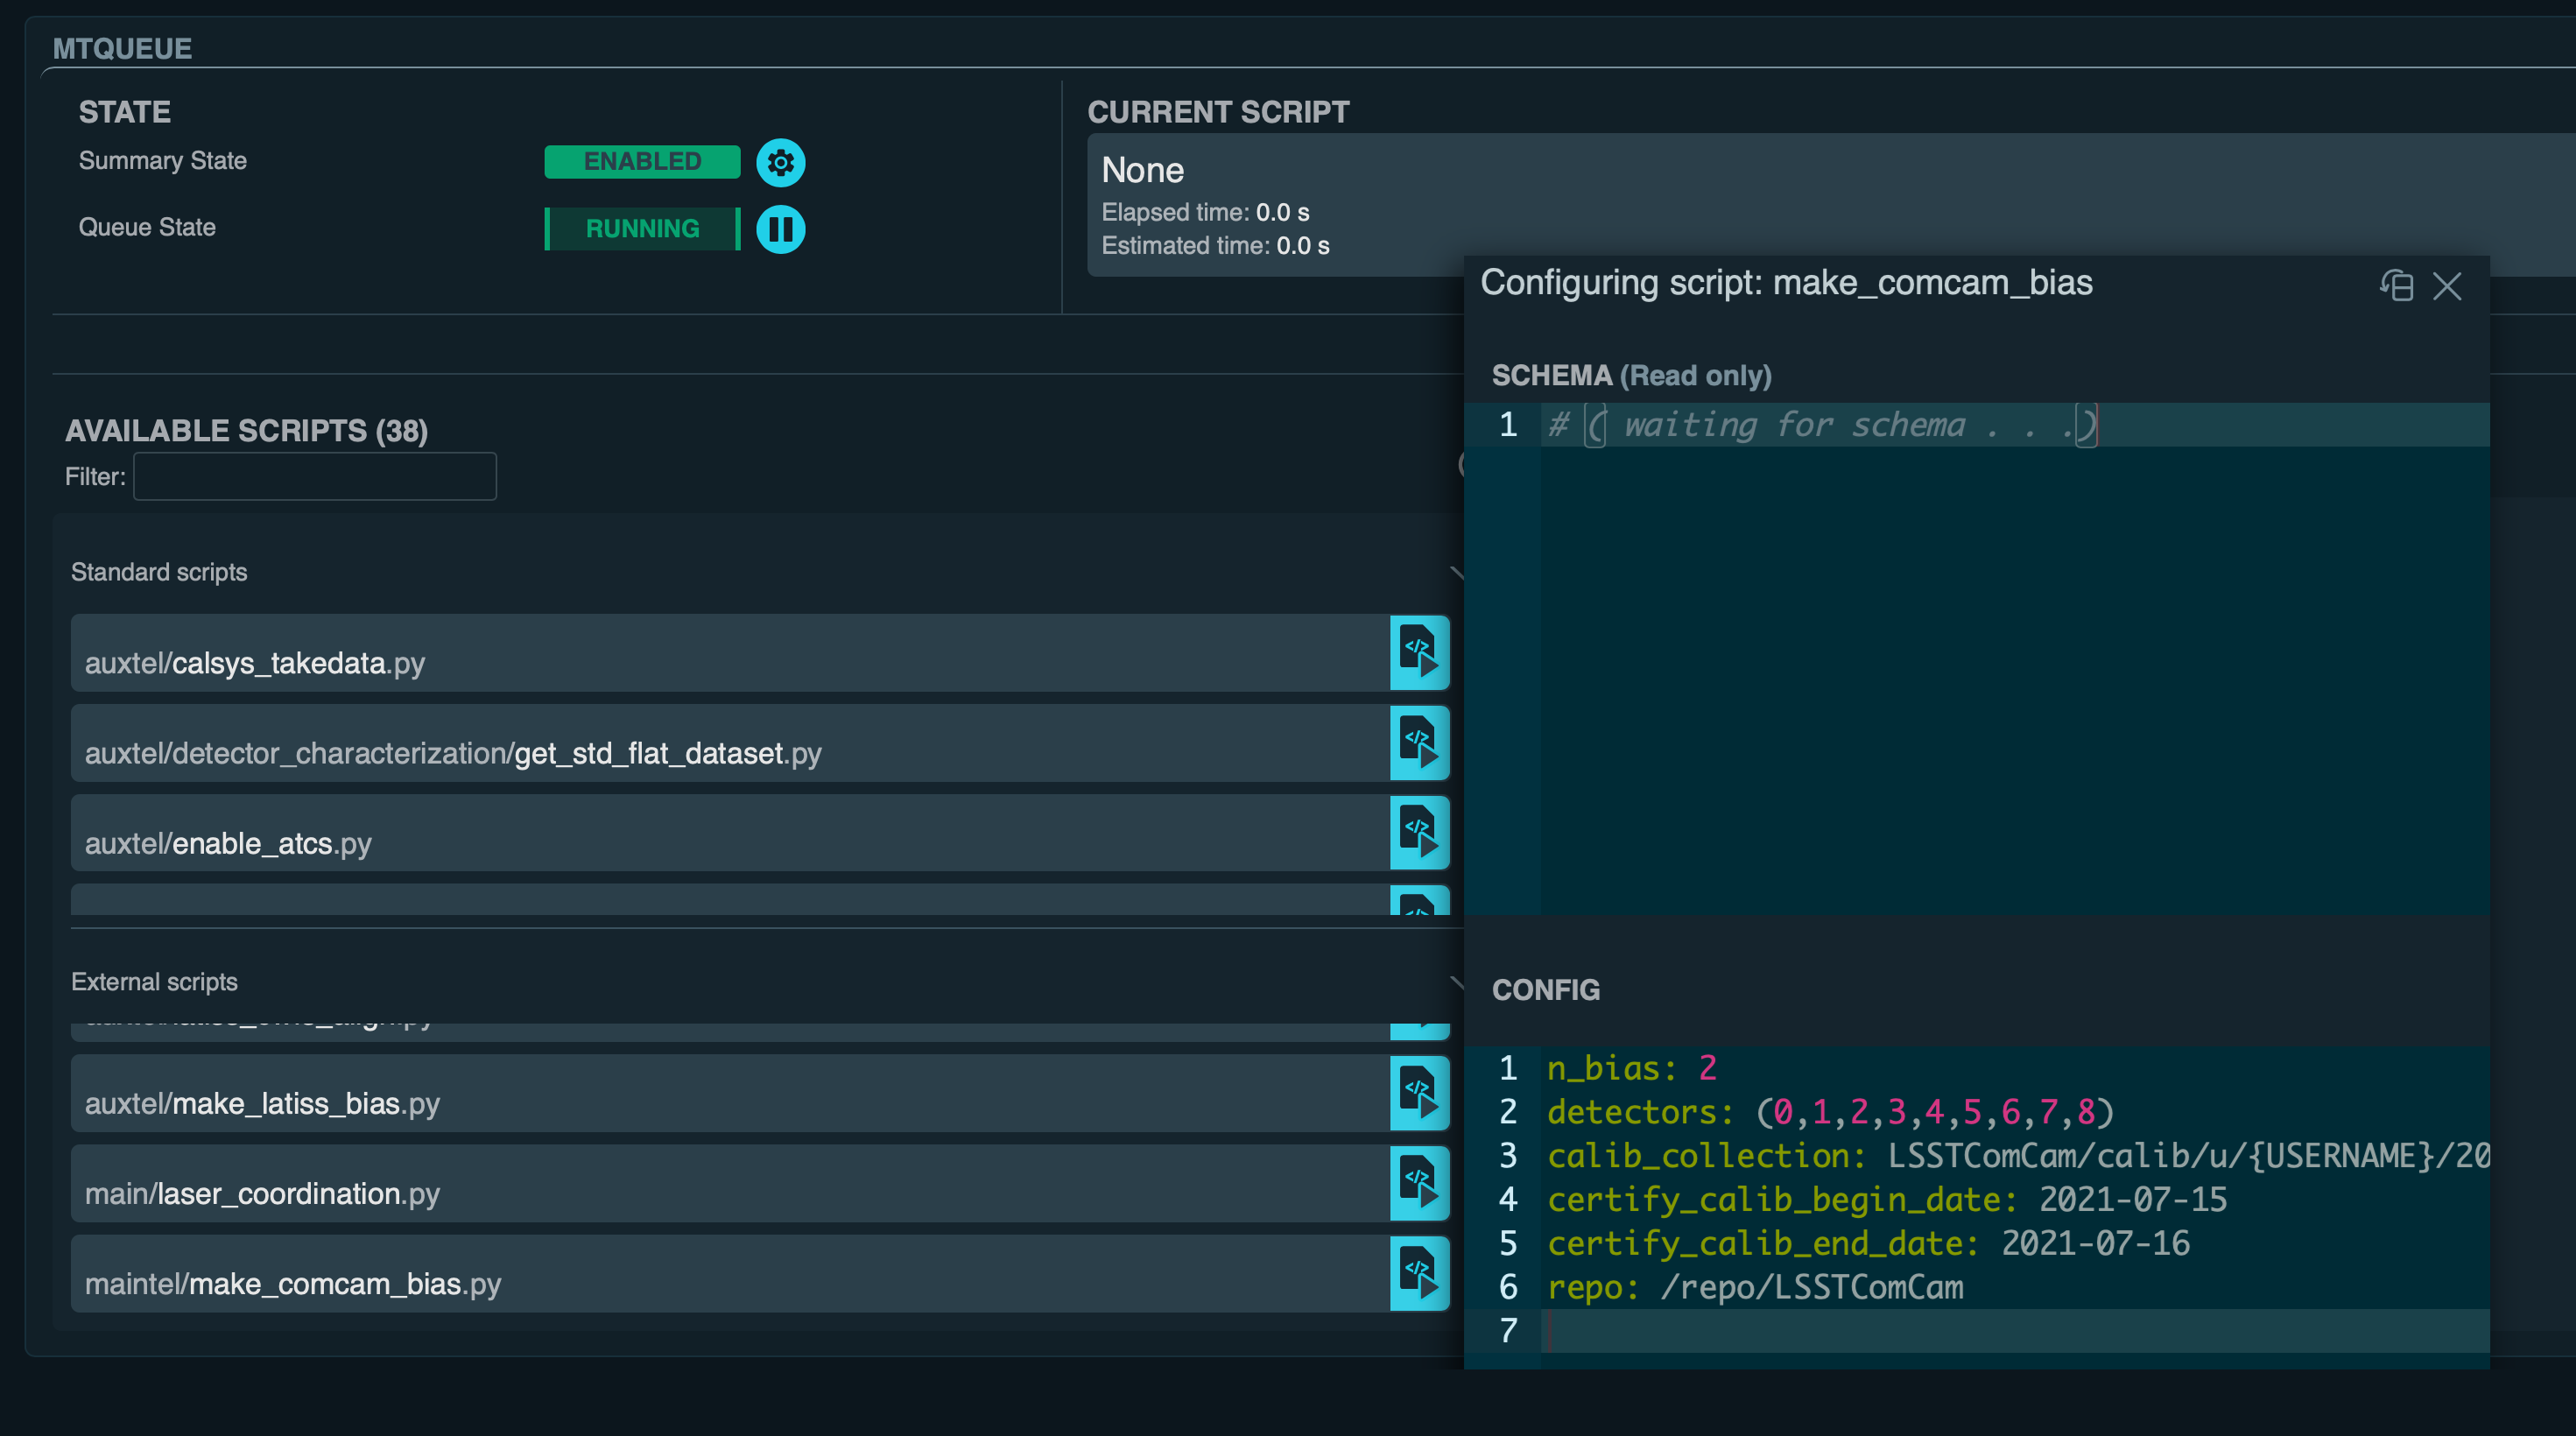 MTQUEUE
STATE
Summary State
ENABLED
Queue State
RUNNING
CURRENT SCRIPT
None
Elapsed time: 0.0 s
Estimated time: 0.0 s
AVAILABLE SCRIPTS (38)
Filter:
Standard scripts
auxtel/calsys_takedata.py
auxtel/detector_characterization/get_std_flat_dataset.py
auxtel/enable_atcs.py
External scripts
auxtel/make_latiss_bias.py
main/laser_coordination.py
maintel/make_comcam_bias.py
Configuring script: make_comcam_bias
SCHEMA (Read only)
1 # ( waiting for schema . . .)
CONFIG
1 n_bias: 2
2 detectors: (0,1,2,3,4,5,6,7,8)
3 calib_collection: LSSTComCam/calib/u/{USERNAME}/20
4 certify_calib_begin_date: 2021-07-15
5 certify_calib_end_date: 2021-07-16
6 repo: /repo/LSSTComCam
7